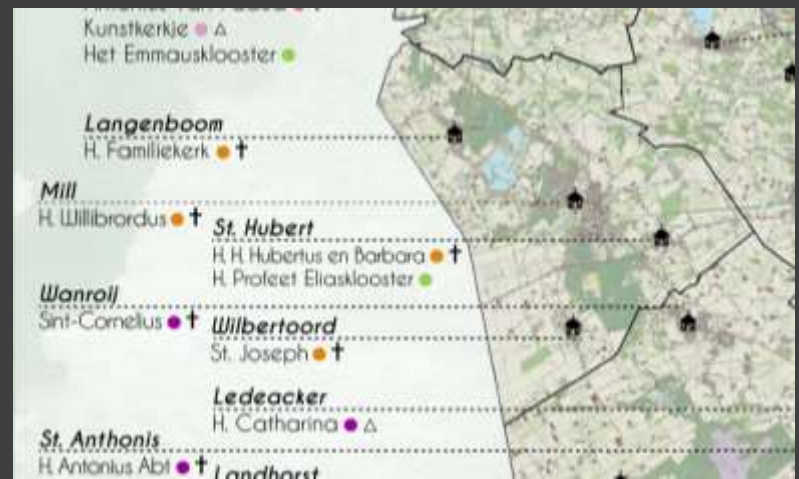 Kunstkerkje
Het Emmausklooster
Langenboom
H. Familiekerk
Mill
H. Willibrordus
St. Hubert
H. H. Hubertus en Barbara
H. Profeet Eliasklooster
Wanroij
Sint-Cornelius
Wilbertoord
St. Joseph
Ledeacker
H. Catharina
St. Anthonis
H. Antonius Abt
Landhorst